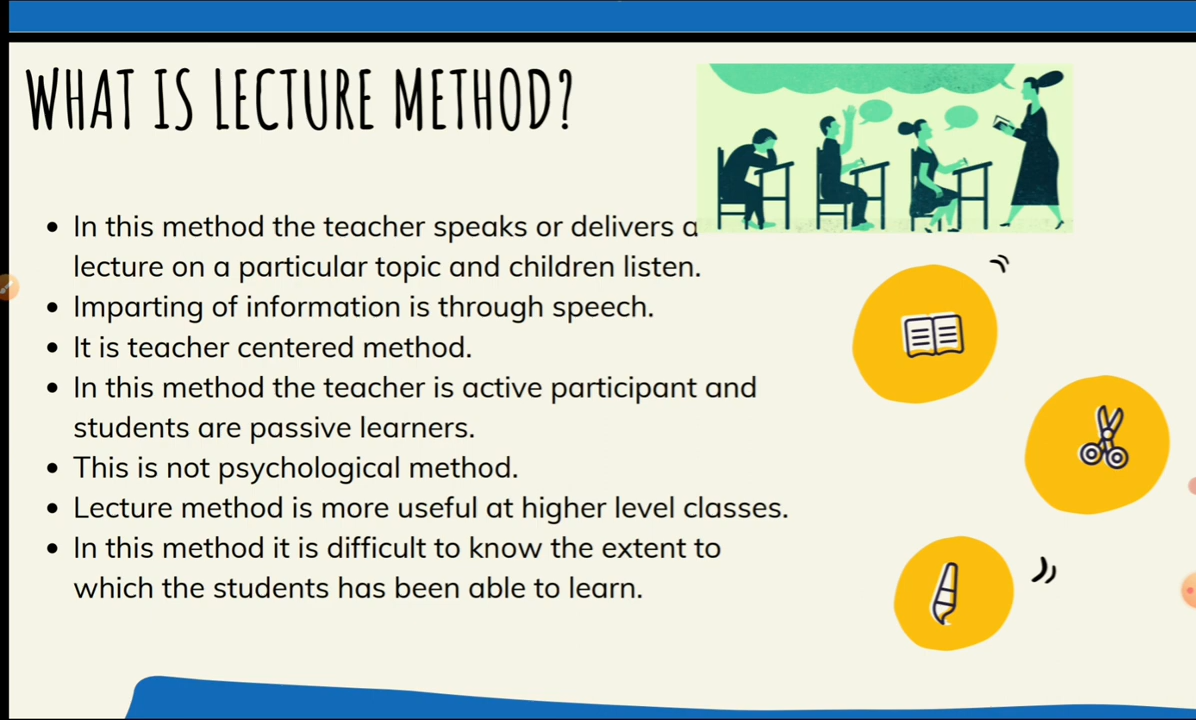 WHAT IS LECTURE METHOD?
• In this method the teacher speaks or delivers a
lecture on a particular topic and children listen.
• Imparting of information is through speech.
• It is teacher centered method.
• In this method the teacher is active participant and
students are passive learners.
• This is not psychological method.
• Lecture method is more useful at higher level classes.
• In this method it is difficult to know the extent to
which the students has been able to learn.